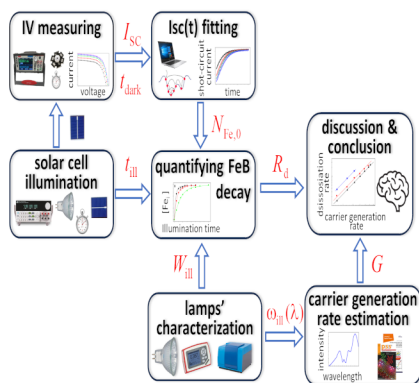 IV measuring
current
voltage
I_SC
t_dark
Isc(t) fitting
shot-circuit
current
time
N_Fe,0
solar cell
illumination
t_ill
quantifying FeB
decay
[Fe_i]
Illumination time
R_d
discussion &
conclusion
dsissosiation
rate
carrier generation
rate
W_ill
G
lamps'
characterization
ω_ill(λ)
carrier generation
rate estimation
intensity
wavelength